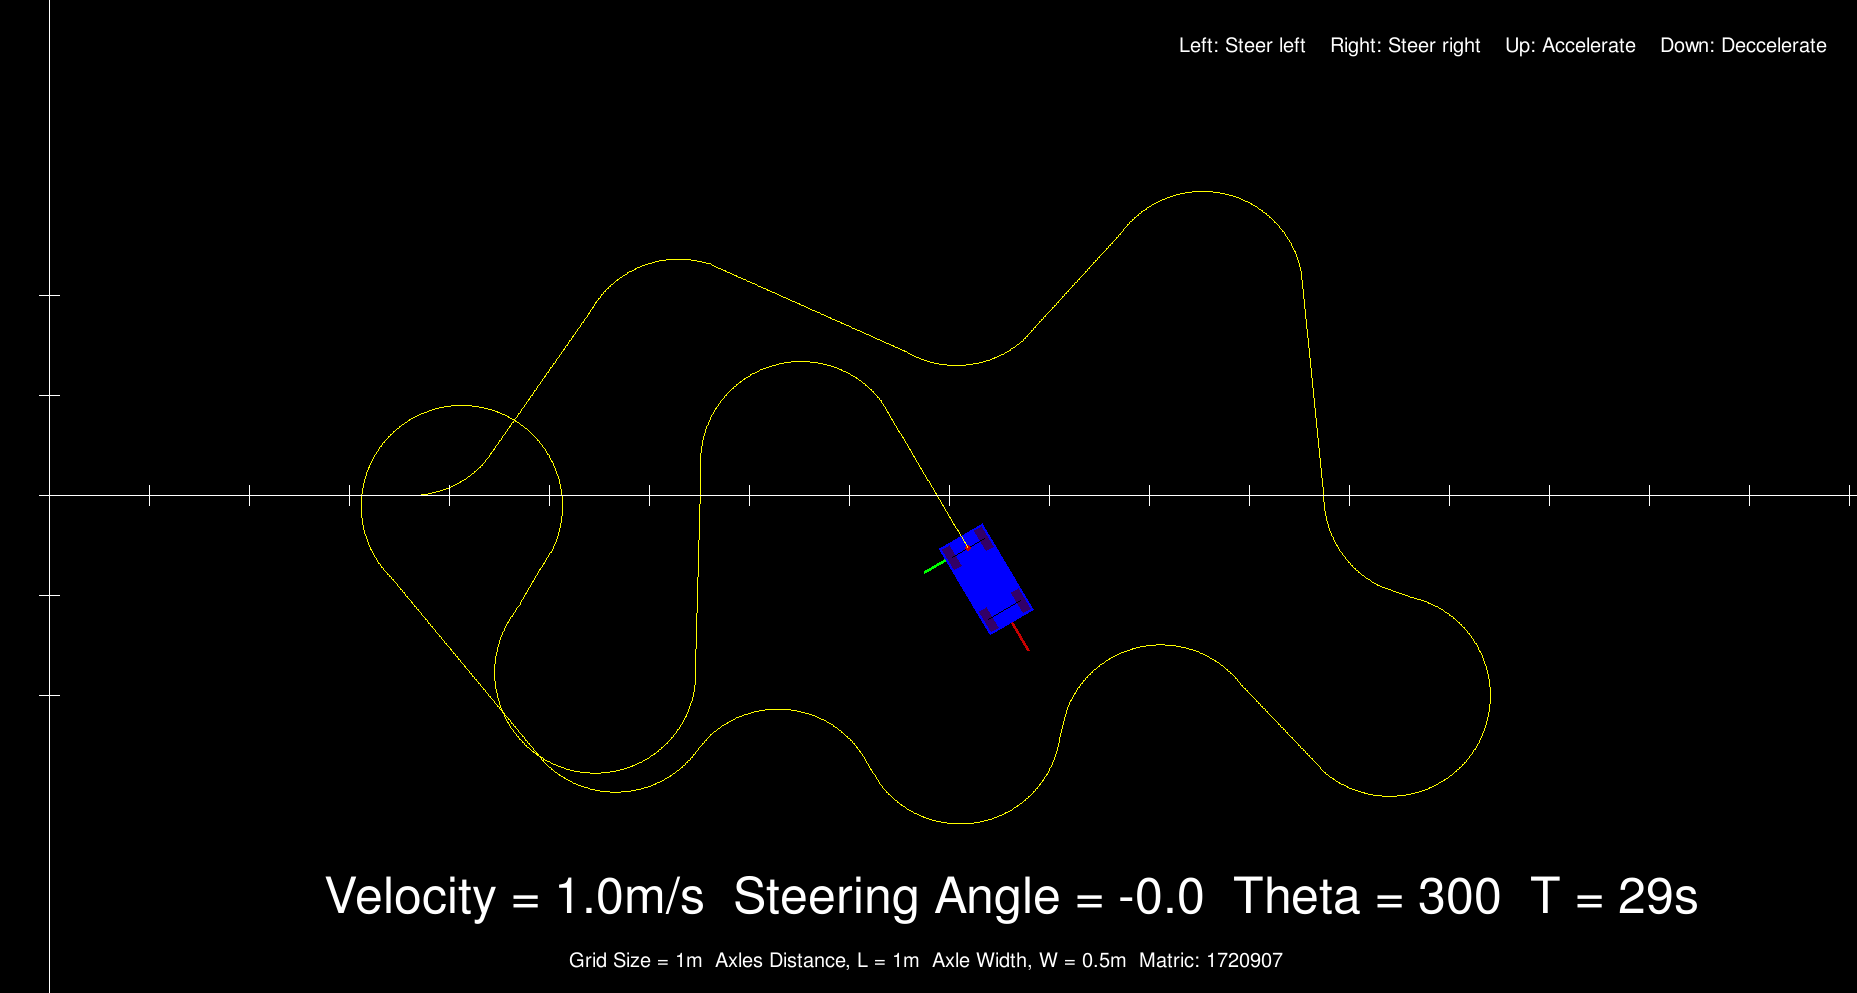 Left: Steer left Right: Steer right Up: Accelerate Down: Deccelerate
Velocity = 1.0m/s Steering Angle = -0.0 Theta = 300 T = 29s
Grid Size = 1m Axles Distance, L = 1m Axle Width, W = 0.5m Matric: 1720907